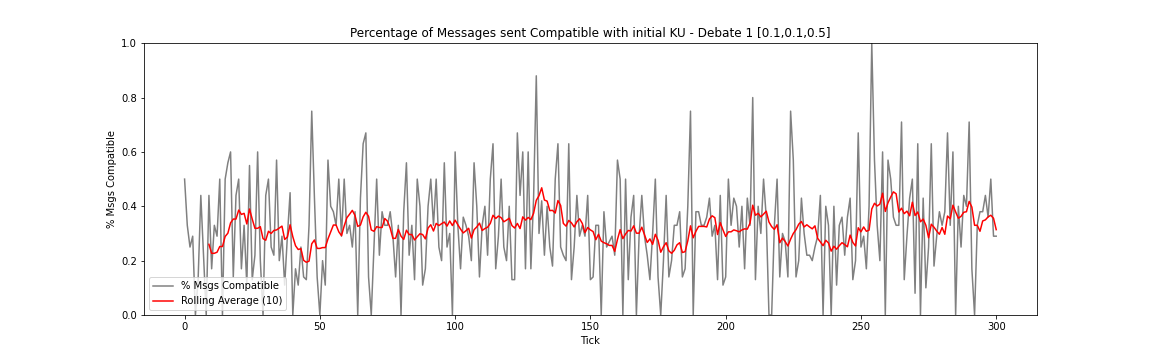 Percentage of Messages sent Compatible with initial KU - Debate 1 [0.1,0.1,0.5]
% Msgs Compatible
1.0
0.8
0.6
0.4
0.2
0.0
% Msgs Compatible
Rolling Average (10)
0 50 100 150 200 250 300
Tick